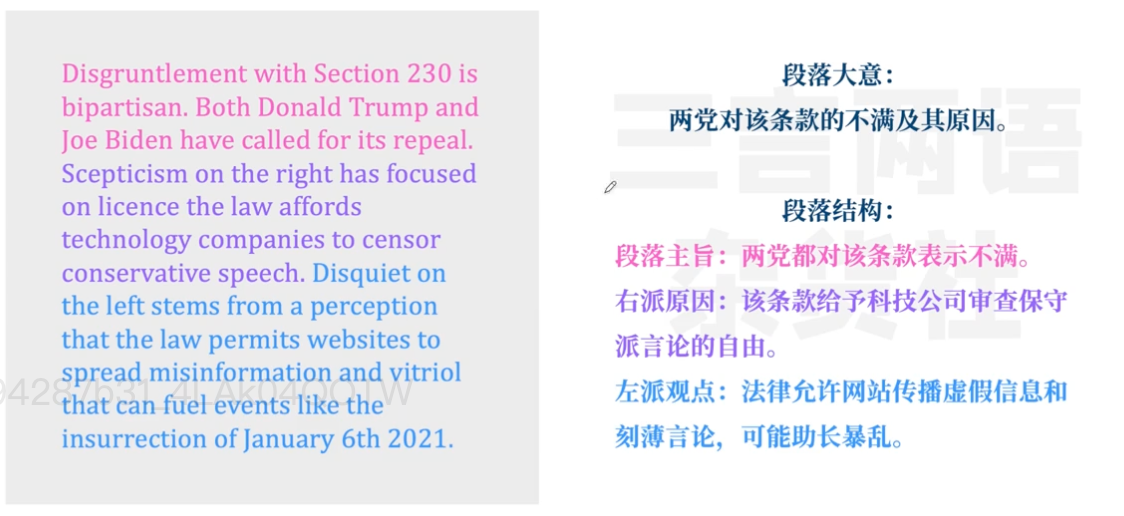 Disgruntlement with Section 230 is
bipartisan. Both Donald Trump and
Joe Biden have called for its repeal.
Scepticism on the right has focused
on licence the law affords
technology companies to censor
conservative speech. Disquiet on
the left stems from a perception
that the law permits websites to
spread misinformation and vitriol
that can fuel events like the
insurrection of January 6th 2021.
段落大意：
两党对该条款的不满及其原因。
段落结构：
段落主旨：两党都对该条款表示不满。
右派原因：该条款给予科技公司审查保守
派言论的自由。
左派观点：法律允许网站传播虚假信息和
刻薄言论，可能助长暴乱。
三言两语
杂货社